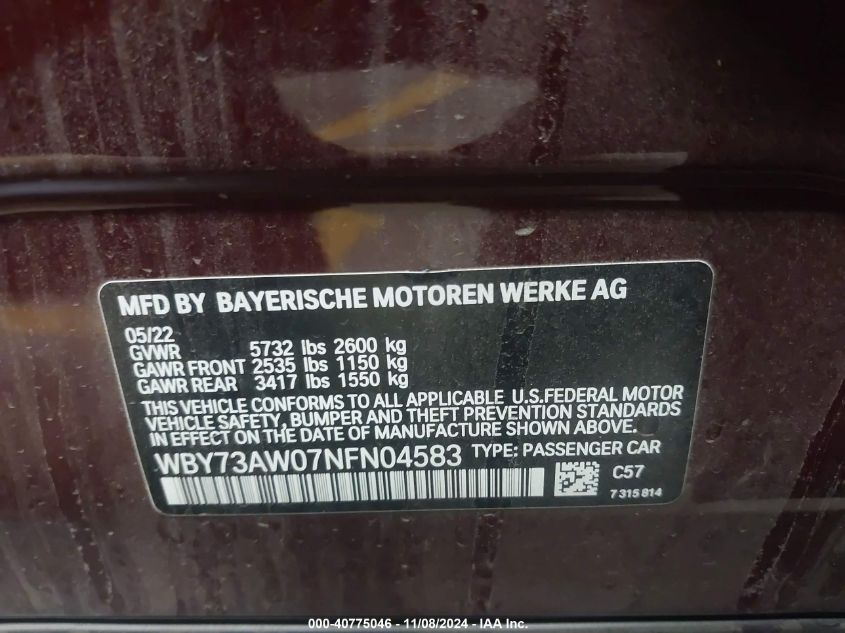 MFD BY BAYERISCHE MOTOREN WERKE AG
05/22
GVWR 5732 lbs 2600 kg
GAWR FRONT 2535 lbs 1150 kg
GAWR REAR 3417 lbs 1550 kg
THIS VEHICLE CONFORMS TO ALL APPLICABLE U.S.FEDERAL MOTOR
VEHICLE SAFETY, BUMPER AND THEFT PREVENTION STANDARDS
IN EFFECT ON THE DATE OF MANUFACTURE SHOWN ABOVE.
WBY73AW07NFN04583 TYPE: PASSENGER CAR
C57
7 315 814
000-40775046 - 11/08/2024 - IAA Inc.